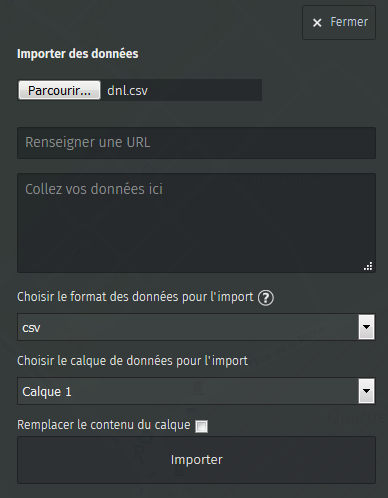 × Fermer
Importer des données
Parcourir... dnl.csv
Renseigner une URL
Collez vos données ici
Choisir le format des données pour l'import ?
csv
Choisir le calque de données pour l'import
Calque 1
Remplacer le contenu du calque
Importer